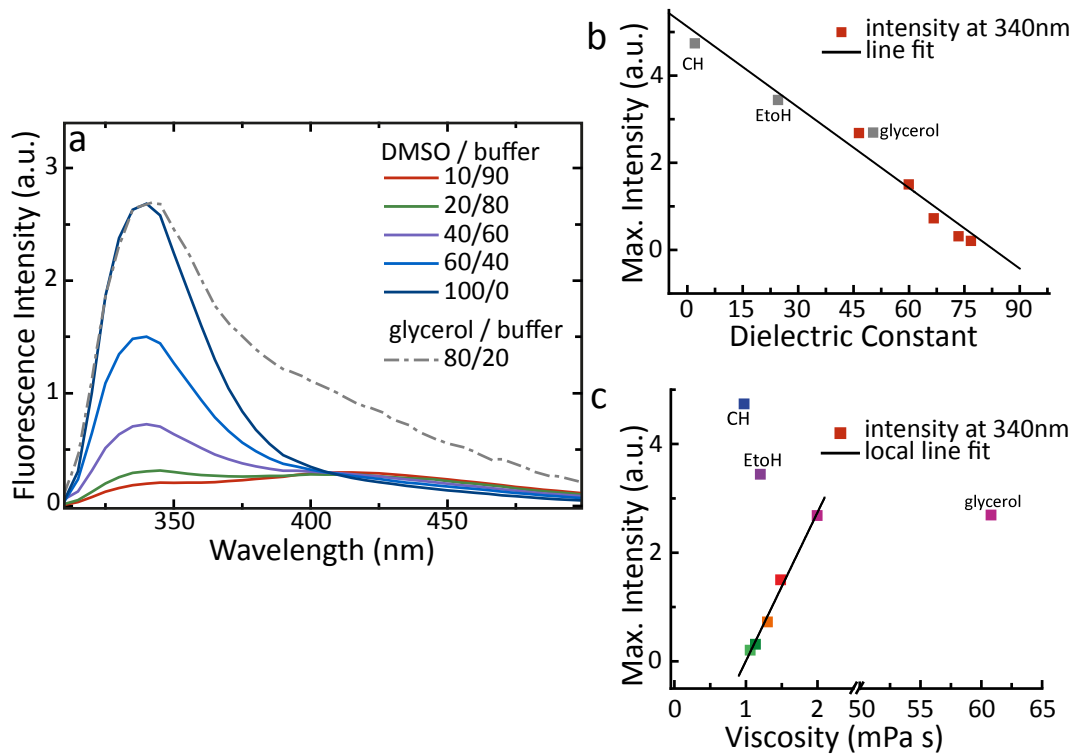 a
Fluorescence Intensity (a.u.)
3
2
1
0
350
400
450
Wavelength (nm)
DMSO / buffer
10/90
20/80
40/60
60/40
100/0
glycerol / buffer
80/20
b
Max. Intensity (a.u.)
4
2
0
0
15
30
45
60
75
90
Dielectric Constant
intensity at 340nm
line fit
CH
EtoH
glycerol
c
Max. Intensity (a.u.)
4
2
0
0
1
2
50
55
60
65
Viscosity (mPa s)
intensity at 340nm
local line fit
CH
EtoH
glycerol